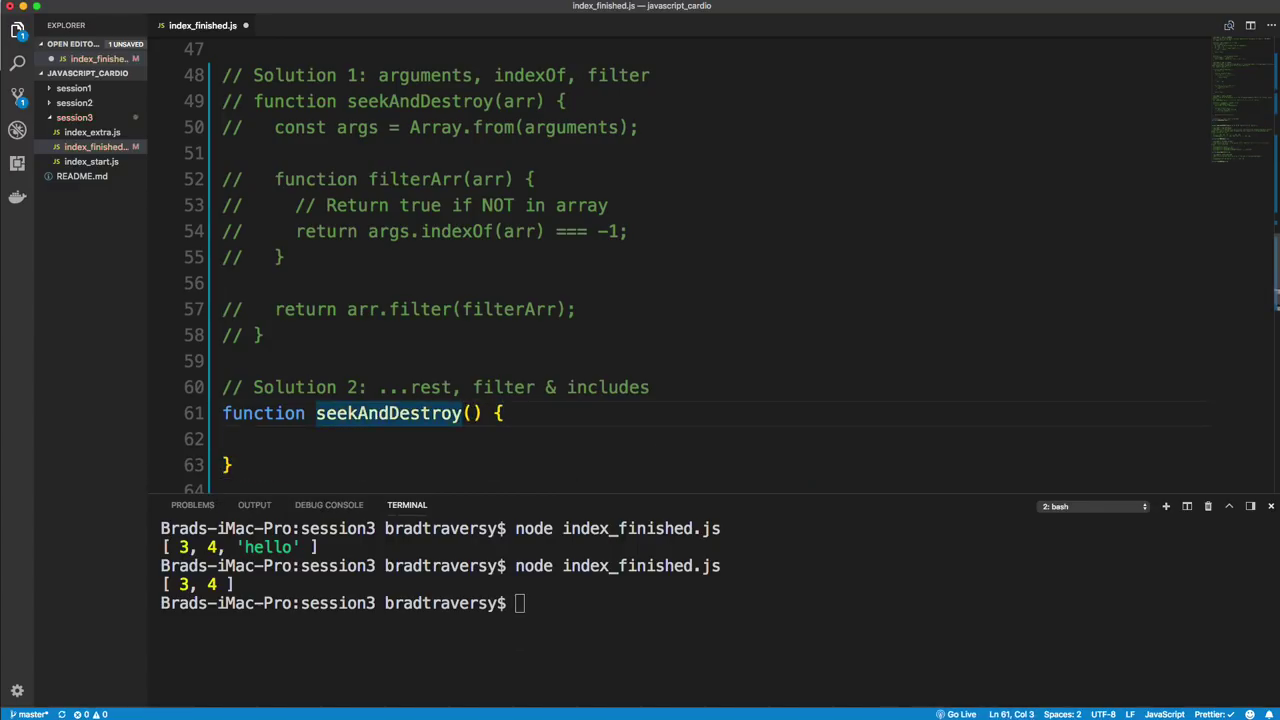 index_finished.js — javascript_cardio
EXPLORER
index_finished.js
OPEN EDITO... 1 UNSAVED
index_finishe... M
JAVASCRIPT_CARDIO
session1
session2
session3
index_extra.js
index_finished... M
index_start.js
README.md
1
1
47
48 // Solution 1: arguments, indexOf, filter
49 // function seekAndDestroy(arr) {
50 //   const args = Array.from(arguments);
51
52 //   function filterArr(arr) {
53 //     // Return true if NOT in array
54 //     return args.indexOf(arr) === -1;
55 //   }
56
57 //   return arr.filter(filterArr);
58 // }
59
60 // Solution 2: ...rest, filter & includes
61 function seekAndDestroy() {
62
63 }
64
PROBLEMS OUTPUT DEBUG CONSOLE TERMINAL 2: bash
Brads-iMac-Pro:session3 bradtraversy$ node index_finished.js
[ 3, 4, 'hello' ]
Brads-iMac-Pro:session3 bradtraversy$ node index_finished.js
[ 3, 4 ]
Brads-iMac-Pro:session3 bradtraversy$
master* 0 0 Go Live Ln 61, Col 3 Spaces: 2 UTF-8 LF JavaScript Prettier: ✓